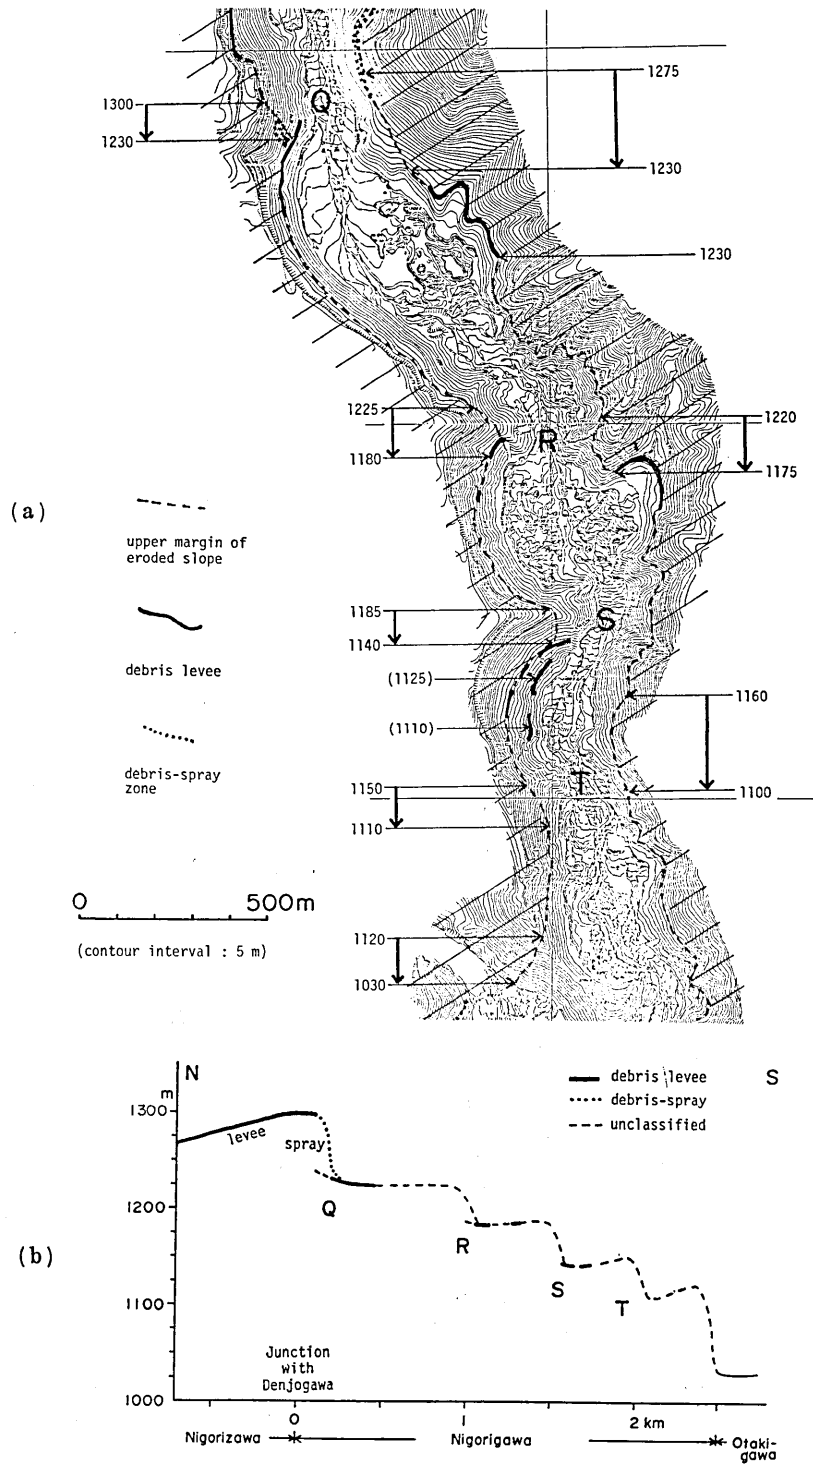 1275
Q
1300
1230
1230
1230
1225
1220
R
1180
1175
(a)
upper margin of
eroded slope
1185
S
1140
debris levee
(1125)
1160
(1110)
debris-spray
zone
T
1150
1100
1110
0 500m
1120
(contour interval : 5 m)
1030
N
debris levee
S
m
debris-spray
1300
levee
spray
unclassified
1200
Q
R
(b)
S
1100
T
Junction
with
Denjogawa
1000
0 1 2 km
Nigorizawa Nigorigawa Otaki-
gawa